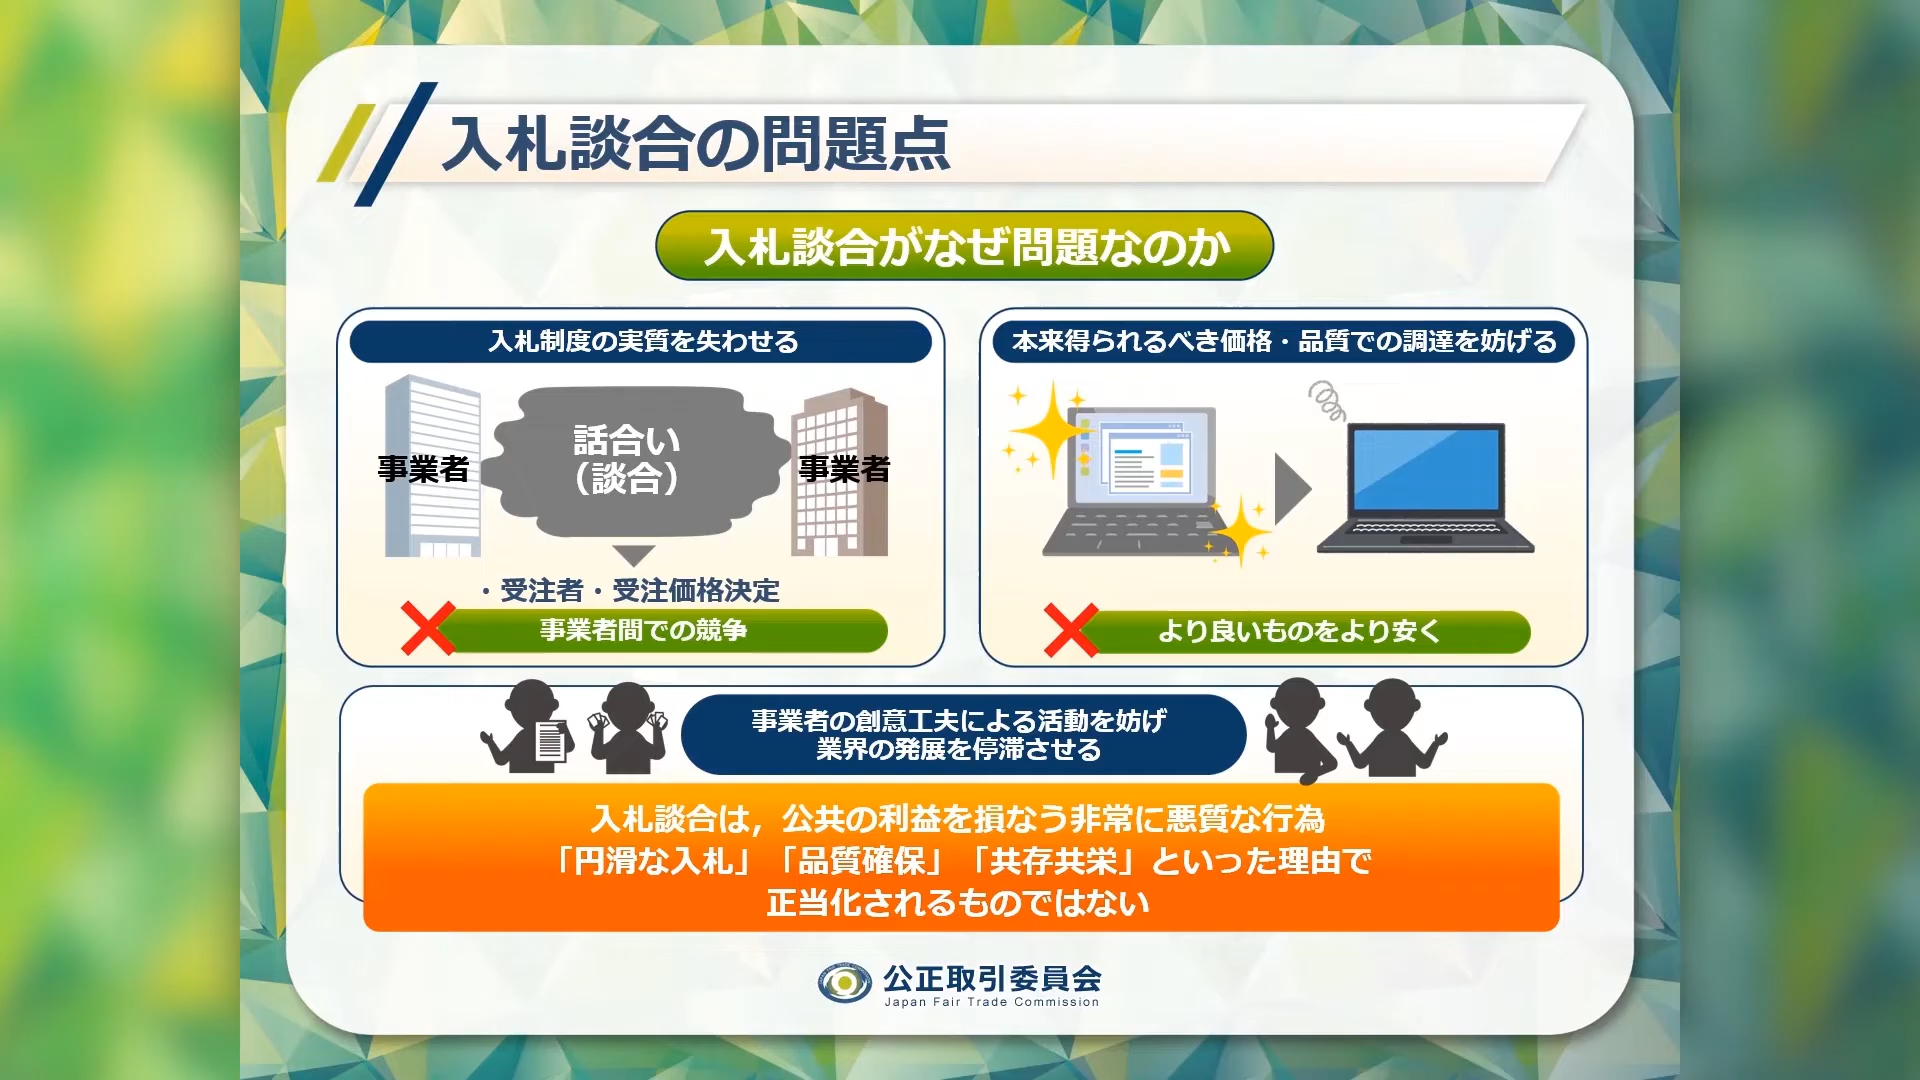 入札談合の問題点
入札談合がなぜ問題なのか
入札制度の実質を失わせる
事業者
話合い
（談合）
事業者
・受注者・受注価格決定
事業者間での競争
本来得られるべき価格・品質での調達を妨げる
より良いものをより安く
事業者の創意工夫による活動を妨げ
業界の発展を停滞させる
入札談合は，公共の利益を損なう非常に悪質な行為
「円滑な入札」「品質確保」「共存共栄」といった理由で
正当化されるものではない
公正取引委員会
Japan Fair Trade Commission